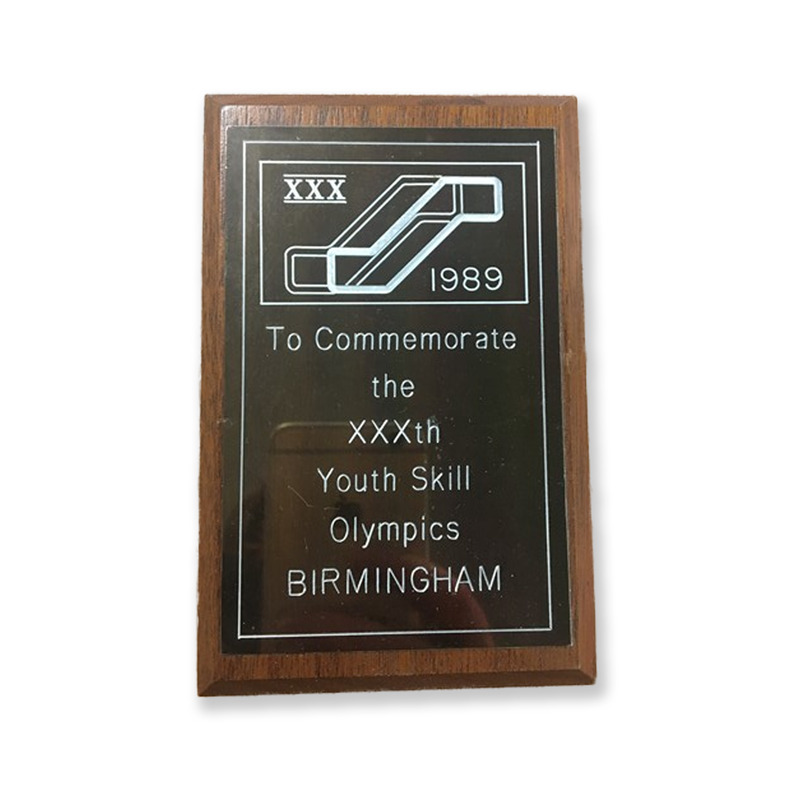 XXX
1989
To Commemorate
the
XXXth
Youth Skill
Olympics
BIRMINGHAM